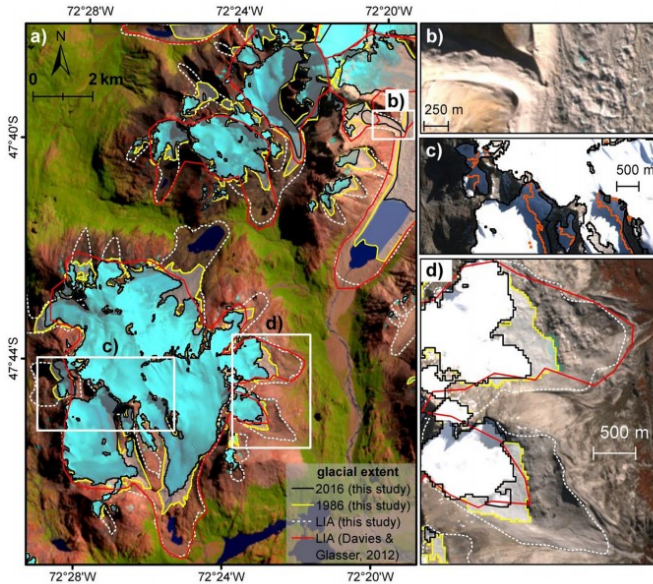 72°28'W 72°24'W 72°20'W
a)
N
0 2 km
47°40'S
b)
47°44'S
c)
d)
glacial extent
2016 (this study)
1986 (this study)
LIA (this study)
LIA (Davies &
Glasser, 2012)
72°28'W 72°24'W 72°20'W
b)
250 m
c)
500 m
d)
500 m